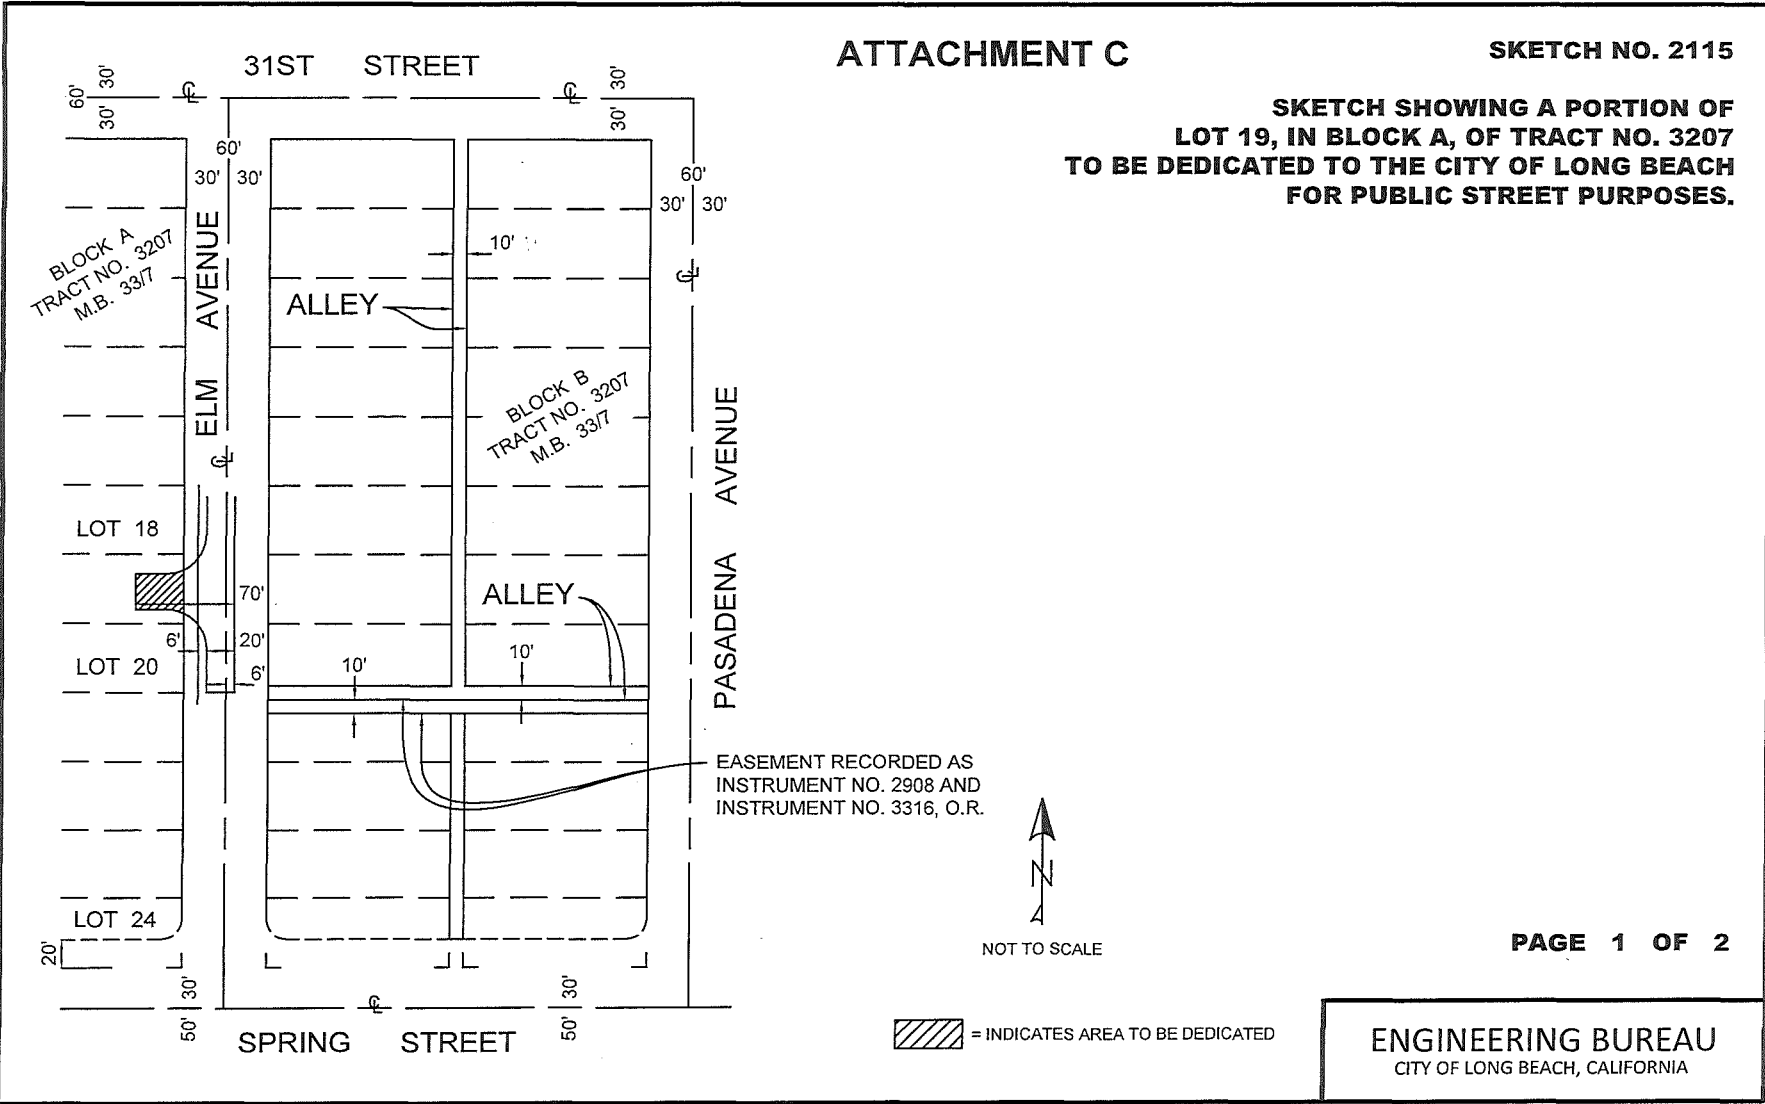 ATTACHMENT C
SKETCH NO. 2115
SKETCH SHOWING A PORTION OF
LOT 19, IN BLOCK A, OF TRACT NO. 3207
TO BE DEDICATED TO THE CITY OF LONG BEACH
FOR PUBLIC STREET PURPOSES.
31ST STREET
60'
30'
30'
℄
℄
30'
30'
60'
30'
30'
60'
30'
30'
BLOCK A
TRACT NO. 3207
M.B. 33/7
ELM AVENUE
℄
10'
℄
ALLEY
BLOCK B
TRACT NO. 3207
M.B. 33/7
PASADENA AVENUE
LOT 18
70'
ALLEY
6'
20'
LOT 20
6'
10'
10'
EASEMENT RECORDED AS
INSTRUMENT NO. 2908 AND
INSTRUMENT NO. 3316, O.R.
N
NOT TO SCALE
LOT 24
20'
30'
50'
℄
30'
50'
SPRING STREET
= INDICATES AREA TO BE DEDICATED
PAGE 1 OF 2
ENGINEERING BUREAU
CITY OF LONG BEACH, CALIFORNIA